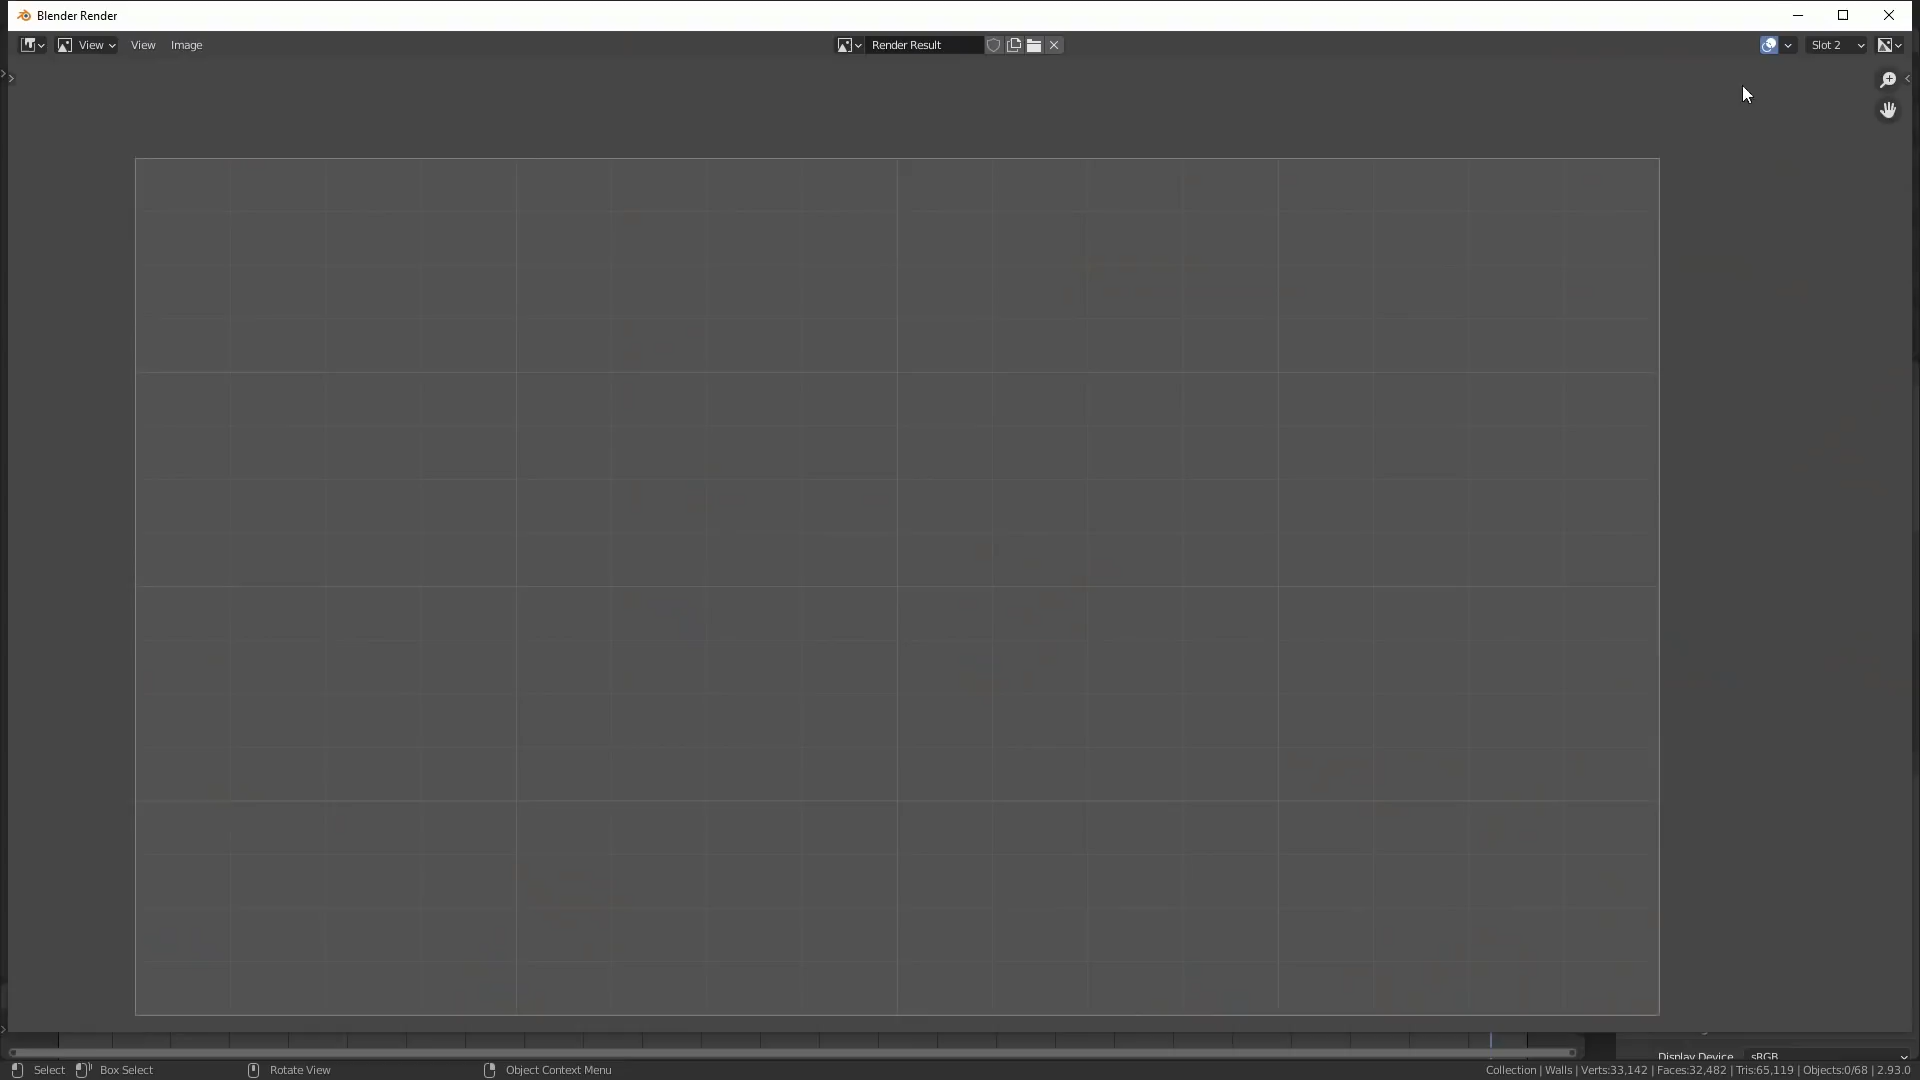 Blender Render
View View Image Render Result Slot 2
Display Device sRGB
Select Box Select Rotate View Object Context Menu Collection | Walls | Verts:33,142 | Faces:32,482 | Tris:65,119 | Objects:0/68 | 2.93.0